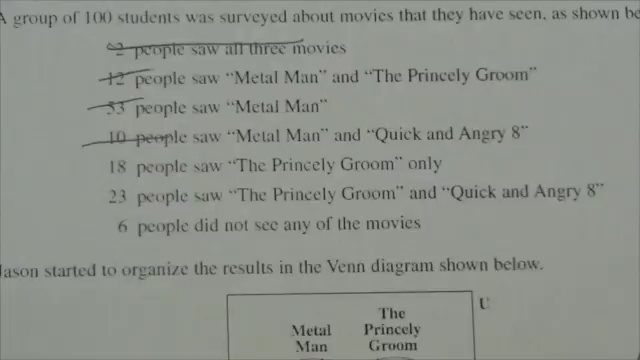 A group of 100 students was surveyed about movies that they have seen, as shown be
2 people saw all three movies
12 people saw “Metal Man” and “The Princely Groom”
53 people saw “Metal Man”
10 people saw “Metal Man” and “Quick and Angry 8”
18 people saw “The Princely Groom” only
23 people saw “The Princely Groom” and “Quick and Angry 8”
6 people did not see any of the movies
Jason started to organize the results in the Venn diagram shown below.
U
The
Metal Princely
Man Groom